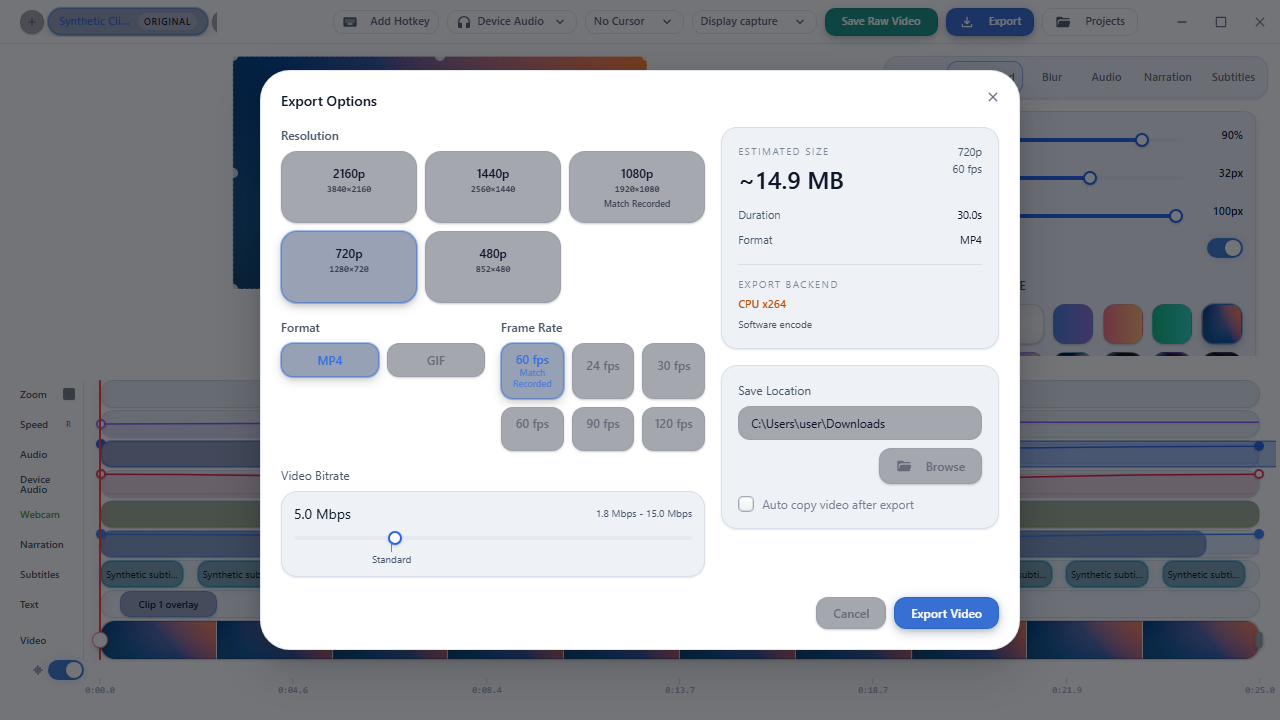 Synthetic Cli...
ORIGINAL
Add Hotkey
Device Audio
No Cursor
Display capture
Save Raw Video
Export
Projects
Blur
Audio
Narration
Subtitles
90%
32px
100px
Export Options
Resolution
2160p
3840×2160
1440p
2560×1440
1080p
1920×1080
Match Recorded
720p
1280×720
480p
852×480
Format
MP4
GIF
Frame Rate
60 fps
Match
Recorded
24 fps
30 fps
60 fps
90 fps
120 fps
Video Bitrate
5.0 Mbps
1.8 Mbps - 15.0 Mbps
Standard
ESTIMATED SIZE
720p
~14.9 MB
60 fps
Duration
30.0s
Format
MP4
EXPORT BACKEND
CPU x264
Software encode
Save Location
C:\Users\user\Downloads
Browse
Auto copy video after export
Cancel
Export Video
Zoom
Speed
R
Audio
Device
Audio
Webcam
Narration
Subtitles
Synthetic subti...
Synthetic subti...
Synthetic subti...
Text
Clip 1 overlay
Video
0:00.0
0:04.6
0:08.4
0:13.7
0:18.7
0:21.9
0:25.0